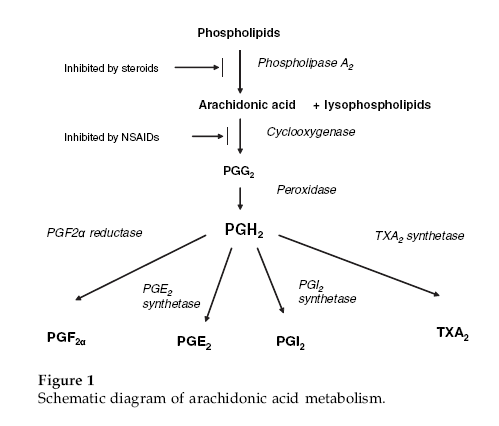 Phospholipids
Inhibited by steroids
Phospholipase A₂
Arachidonic acid + lysophospholipids
Inhibited by NSAIDs
Cyclooxygenase
PGG₂
Peroxidase
PGF2α reductase
PGH₂
TXA₂ synthetase
PGE₂
synthetase
PGI₂
synthetase
PGF₂α
PGE₂
PGI₂
TXA₂
Figure 1
Schematic diagram of arachidonic acid metabolism.